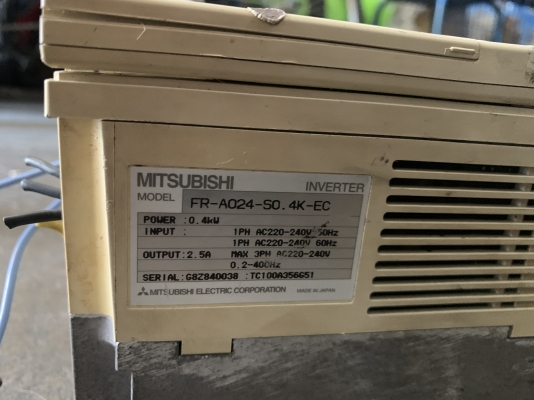 MITSUBISHI INVERTER
MODEL FR-A024-S0.4K-EC
POWER :0.4kW
INPUT : 1PH AC220-240V 50Hz
1PH AC220-240V 60Hz
OUTPUT:2.5A MAX 3PH AC220-240V
0.2-400Hz
SERIAL:G8Z840038 :TC100A356G51
MITSUBISHI ELECTRIC CORPORATION MADE IN JAPAN